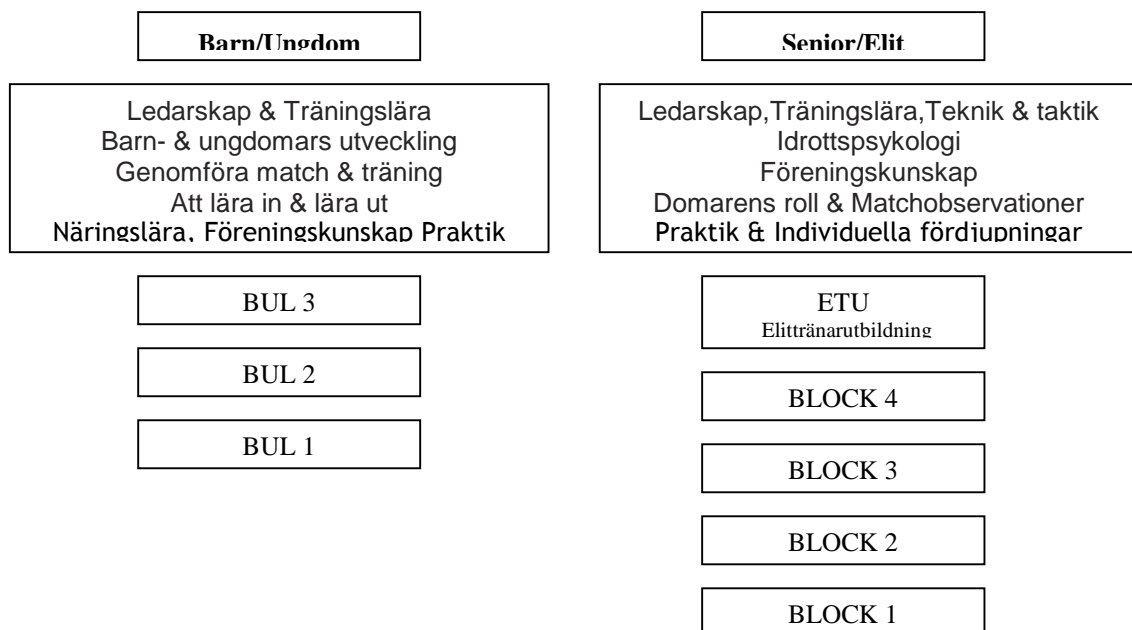 Barn/Ungdom
Ledarskap & Träningslära
Barn- & ungdomars utveckling
Genomföra match & träning
Att lära in & lära ut
Näringslära, Föreningskunskap Praktik
BUL 3
BUL 2
BUL 1
Senior/Elit
Ledarskap,Träningslära,Teknik & taktik
Idrottspsykologi
Föreningskunskap
Domarens roll & Matchobservationer
Praktik & Individuella fördjupningar
ETU
Elittränarutbildning
BLOCK 4
BLOCK 3
BLOCK 2
BLOCK 1